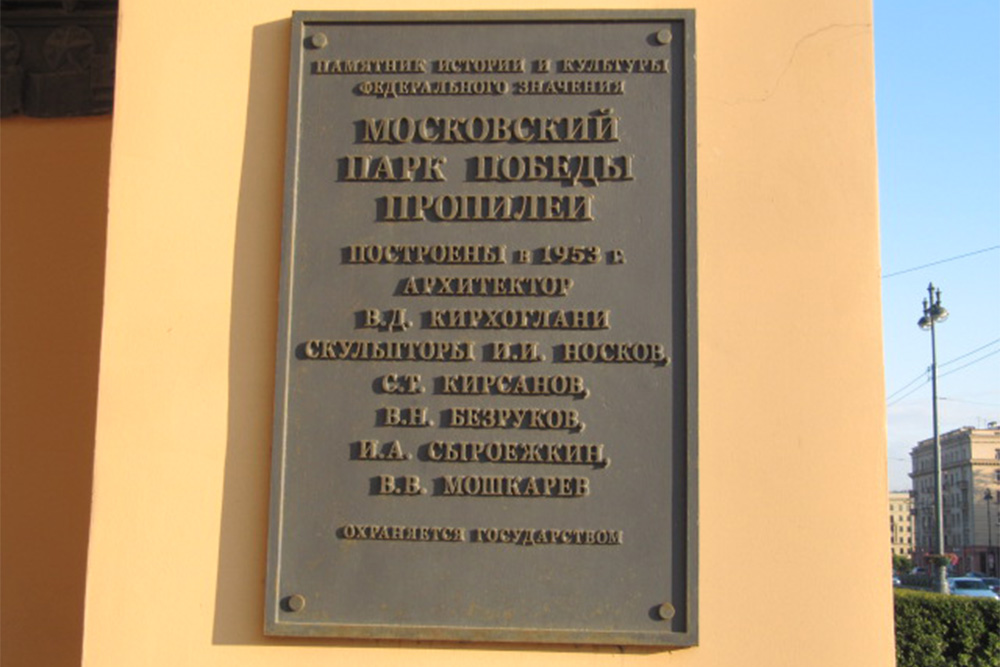 ПАМЯТНИК ИСТОРИИ И КУЛЬТУРЫ
ФЕДЕРАЛЬНОГО ЗНАЧЕНИЯ
МОСКОВСКИЙ
ПАРК ПОБЕДЫ
ПРОПИЛЕИ
ПОСТРОЕНЫ в 1953 г.
АРХИТЕКТОР
В.Д. КИРХОГЛАНИ
СКУЛЬПТОРЫ И.И. НОСКОВ,
С.Т. КИРСАНОВ,
В.Н. БЕЗРУКОВ,
И.А. СЫРОЕЖКИН,
В.В. МОШКАРЕВ
ОХРАНЯЕТСЯ ГОСУДАРСТВОМ